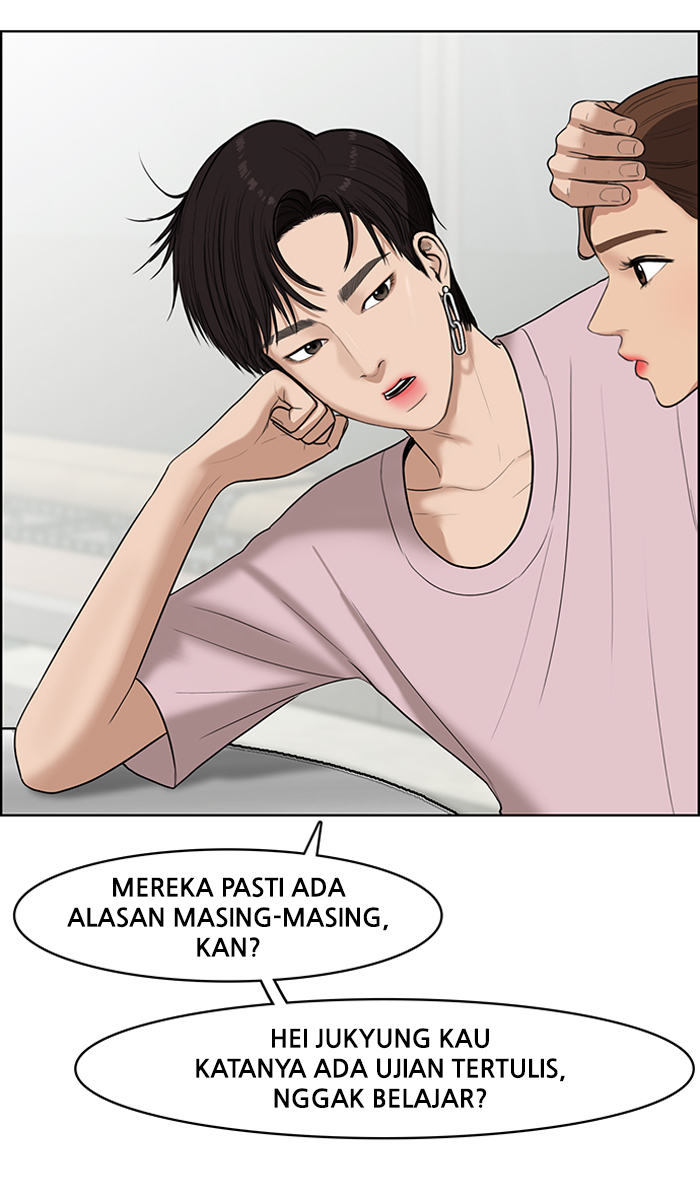 MEREKA PASTI ADA
ALASAN MASING-MASING,
KAN?
HEI JUKYUNG KAU
KATANYA ADA UJIAN TERTULIS,
NGGAK BELAJAR?